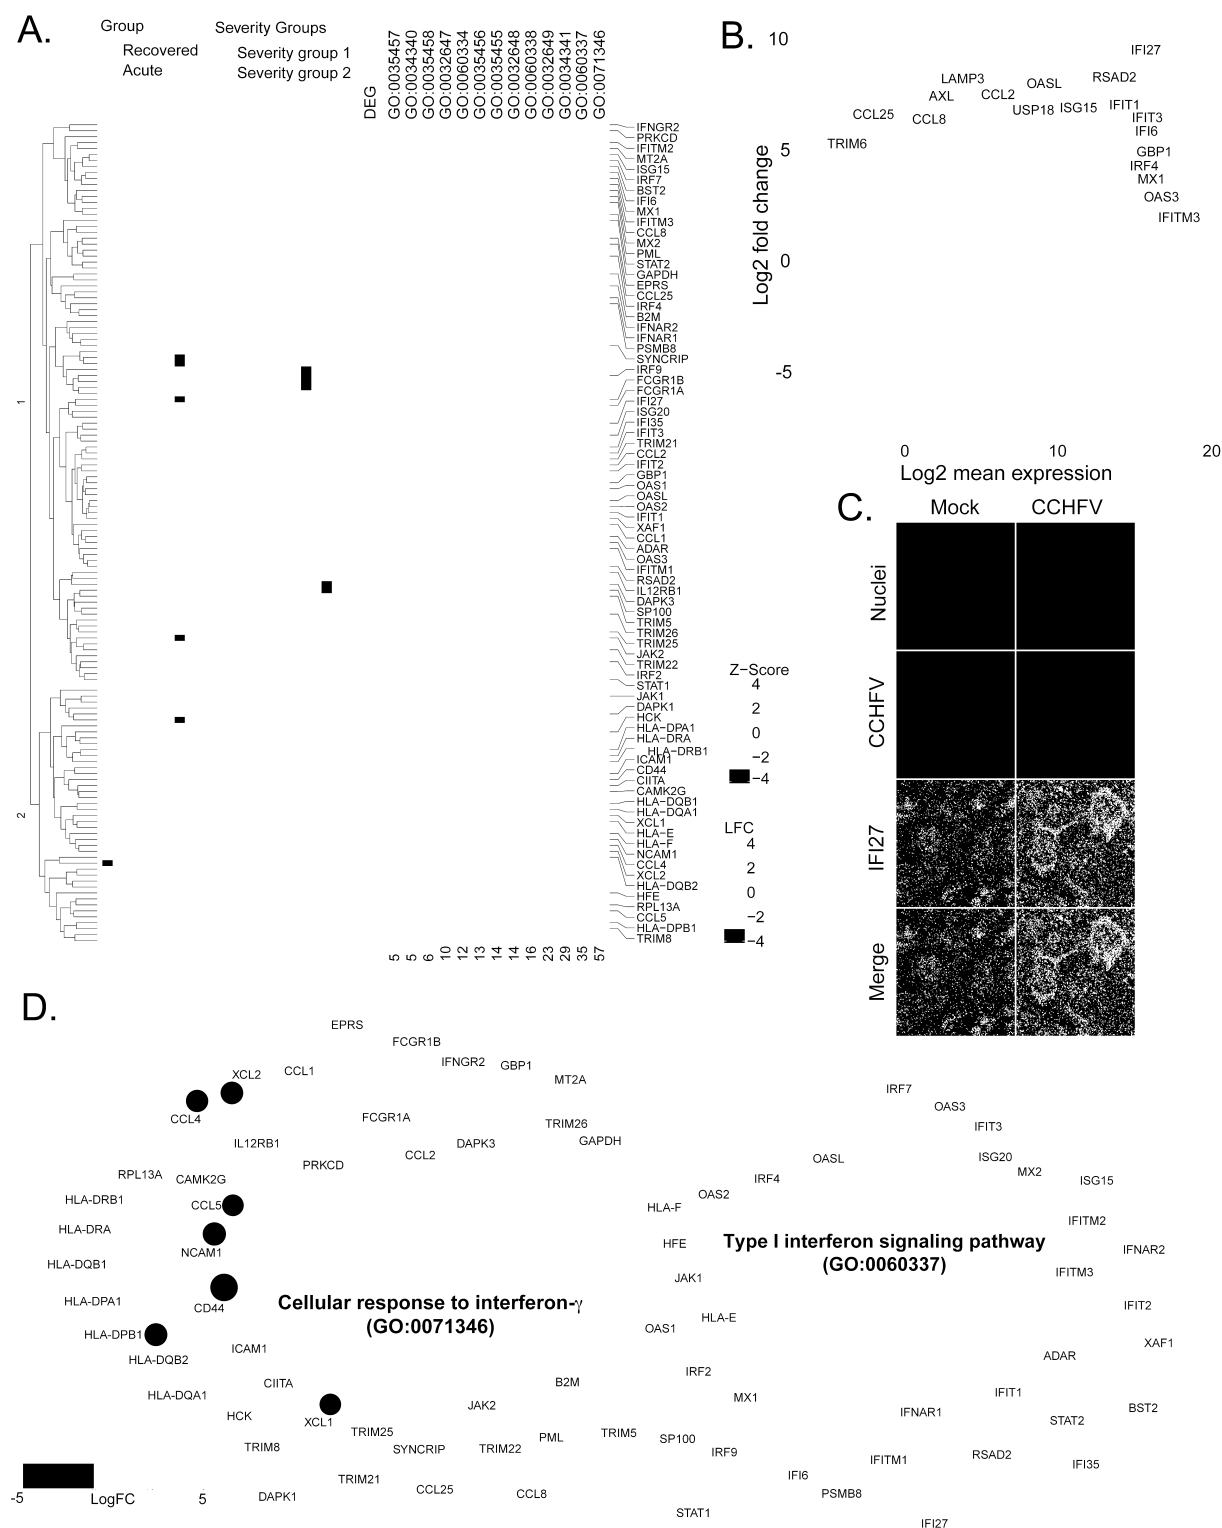 A.
Group
Recovered
Acute
Severity Groups
Severity group 1
Severity group 2
DEG
GO:0035457
GO:0034340
GO:0035458
GO:0032647
GO:0060334
GO:0035456
GO:0035455
GO:0032648
GO:0060338
GO:0032649
GO:0034341
GO:0060337
GO:0071346
1
2
IFNGR2
PRKCD
IFITM2
MT2A
ISG15
IRF7
BST2
IFI6
MX1
IFITM3
CCL8
MX2
PML
STAT2
GAPDH
EPRS
CCL25
IRF4
B2M
IFNAR2
IFNAR1
PSMB8
SYNCRIP
IRF9
FCGR1B
FCGR1A
IFI27
ISG20
IFI35
IFIT3
TRIM21
CCL2
IFIT2
GBP1
OAS1
OASL
OAS2
IFIT1
XAF1
CCL1
ADAR
OAS3
IFITM1
RSAD2
IL12RB1
DAPK3
SP100
TRIM5
TRIM26
TRIM25
JAK2
TRIM22
IRF2
STAT1
JAK1
DAPK1
HCK
HLA−DPA1
HLA−DRA
HLA−DRB1
ICAM1
CD44
CIITA
CAMK2G
HLA−DQB1
HLA−DQA1
XCL1
HLA−E
HLA−F
NCAM1
CCL4
XCL2
HLA−DQB2
HFE
RPL13A
CCL5
HLA−DPB1
TRIM8
5
5
6
10
12
13
14
14
16
23
29
35
57
Z−Score
4
2
0
−2
−4
LFC
4
2
0
−2
−4
B.
10
5
0
-5
Log2 fold change
IFI27
LAMP3
OASL
RSAD2
AXL
CCL2
CCL25
CCL8
USP18
ISG15
IFIT1
IFIT3
IFI6
TRIM6
GBP1
IRF4
MX1
OAS3
IFITM3
0
10
20
Log2 mean expression
C.
Mock
CCHFV
Nuclei
CCHFV
IFI27
Merge
D.
EPRS
FCGR1B
IFNGR2
GBP1
MT2A
XCL2
CCL1
CCL4
FCGR1A
TRIM26
IL12RB1
DAPK3
GAPDH
CCL2
PRKCD
RPL13A
CAMK2G
HLA-DRB1
CCL5
HLA-DRA
NCAM1
HLA-DQB1
HLA-DPA1
CD44
Cellular response to interferon-γ
(GO:0071346)
HLA-DPB1
HLA-DQB2
ICAM1
HLA-DQA1
CIITA
B2M
HCK
XCL1
JAK2
TRIM25
TRIM8
SYNCRIP
TRIM22
PML
TRIM5
TRIM21
DAPK1
CCL25
CCL8
IRF7
OAS3
IFIT3
OASL
ISG20
MX2
IRF4
ISG15
OAS2
HLA-F
IFITM2
HFE
Type I interferon signaling pathway
(GO:0060337)
IFNAR2
IFITM3
JAK1
IFIT2
HLA-E
OAS1
XAF1
ADAR
IRF2
MX1
IFIT1
IFNAR1
BST2
STAT2
SP100
IRF9
IFITM1
RSAD2
IFI35
IFI6
PSMB8
STAT1
IFI27
-5
LogFC
5